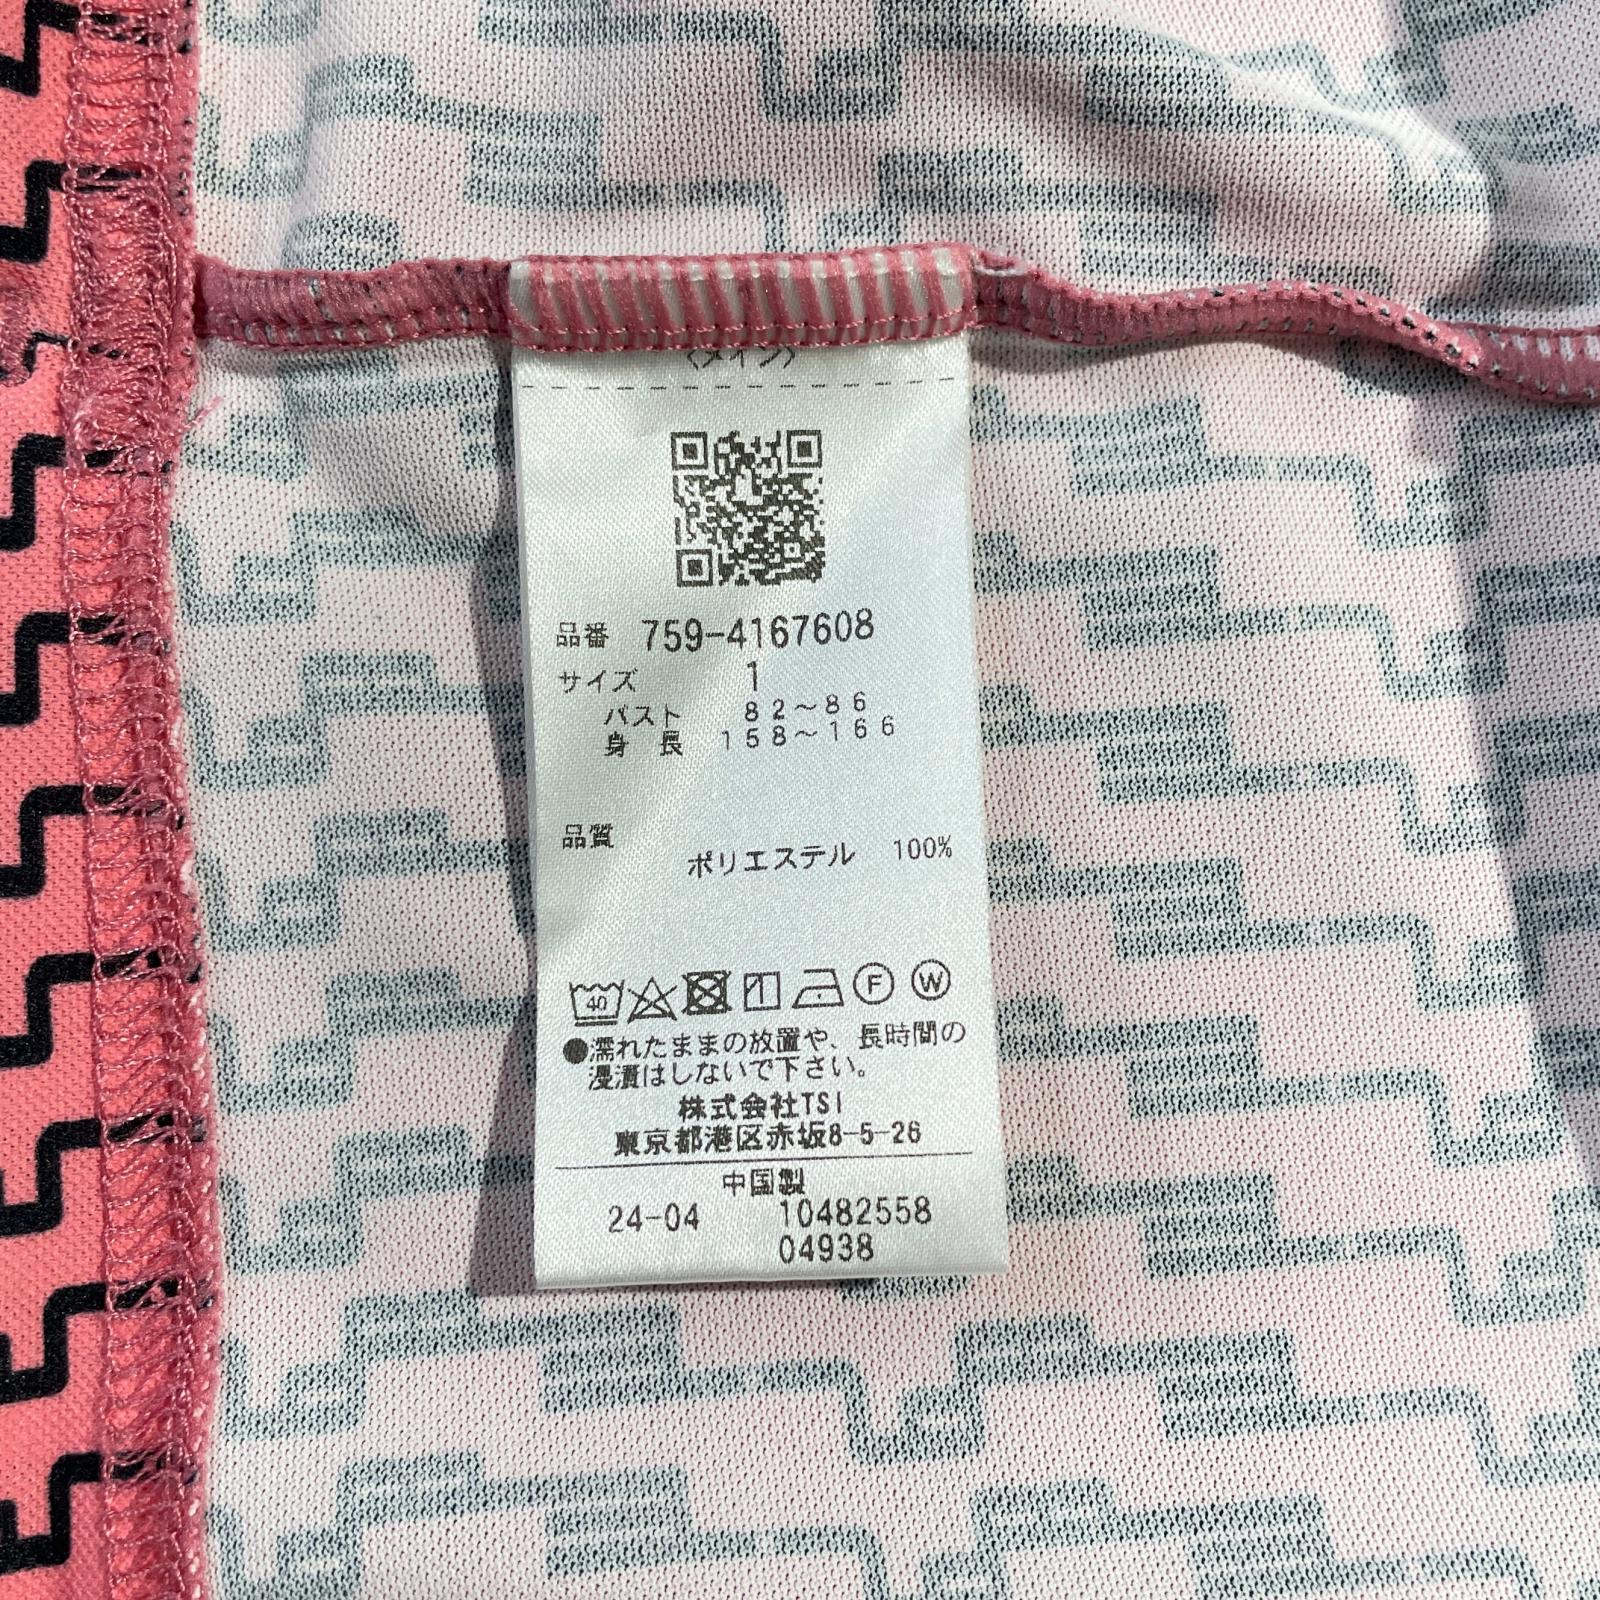 〈メイン〉
品番 759-4167608
サイズ 1
バスト 82〜86
身 長 158〜166
品質
ポリエステル 100%
40 F W
●濡れたままの放置や、長時間の
浸漬はしないで下さい。
株式会社TSI
東京都港区赤坂8-5-26
中国製
24-04 10482558
04938